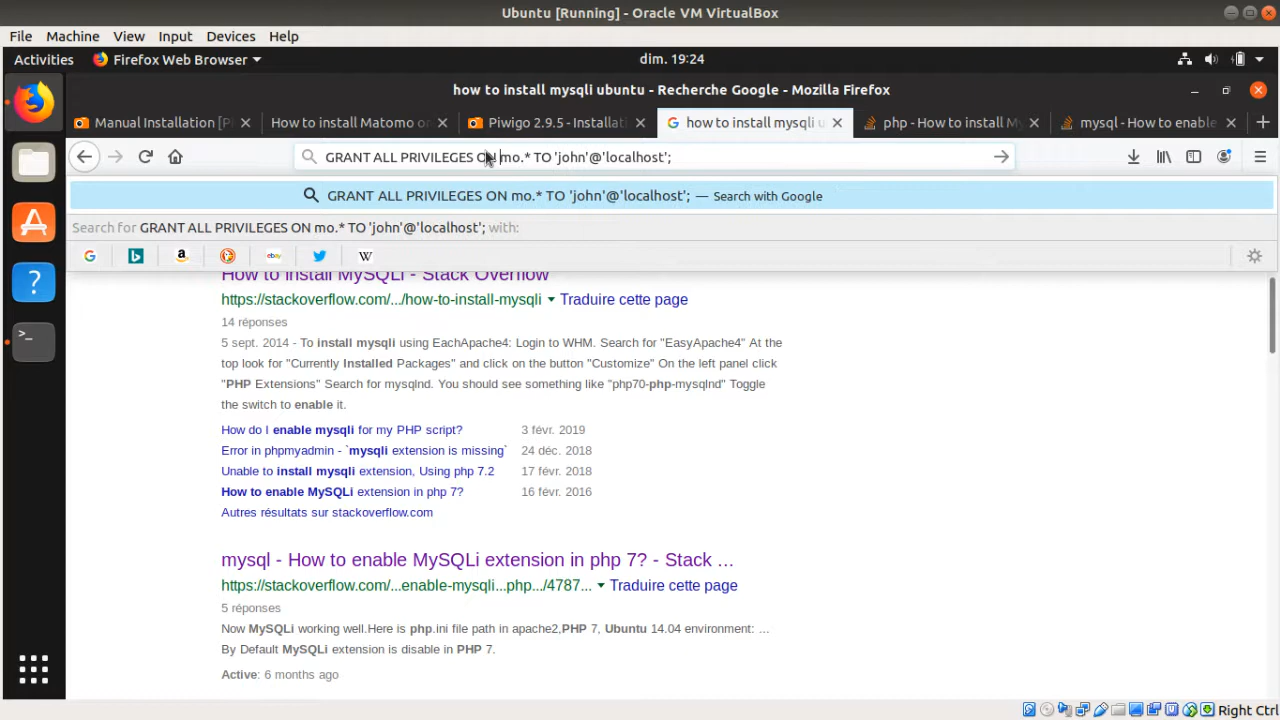 Ubuntu [Running] - Oracle VM VirtualBox
File Machine View Input Devices Help
Activities Firefox Web Browser dim. 19:24
how to install mysqli ubuntu - Recherche Google - Mozilla Firefox
Manual Installation [P How to install Matomo on Piwigo 2.9.5 - Installati how to install mysqli u php - How to install M mysql - How to enable
GRANT ALL PRIVILEGES ON mo.* TO 'john'@'localhost';
GRANT ALL PRIVILEGES ON mo.* TO 'john'@'localhost'; — Search with Google
Search for GRANT ALL PRIVILEGES ON mo.* TO 'john'@'localhost'; with:
How to install MySQLi - Stack Overflow
https://stackoverflow.com/.../how-to-install-mysqli Traduire cette page
14 réponses
5 sept. 2014 - To install mysqli using EachApache4: Login to WHM. Search for "EasyApache4" At the
top look for "Currently Installed Packages" and click on the button "Customize" On the left panel click
"PHP Extensions" Search for mysqlnd. You should see something like "php70-php-mysqlnd" Toggle
the switch to enable it.
How do I enable mysqli for my PHP script? 3 févr. 2019
Error in phpmyadmin - `mysqli extension is missing` 24 déc. 2018
Unable to install mysqli extension, Using php 7.2 17 févr. 2018
How to enable MySQLi extension in php 7? 16 févr. 2016
Autres résultats sur stackoverflow.com
mysql - How to enable MySQLi extension in php 7? - Stack ...
https://stackoverflow.com/...enable-mysqli...php.../4787... Traduire cette page
5 réponses
Now MySQLi working well.Here is php.ini file path in apache2,PHP 7, Ubuntu 14.04 environment: ...
By Default MySQLi extension is disable in PHP 7.
Active: 6 months ago
Right Ctrl